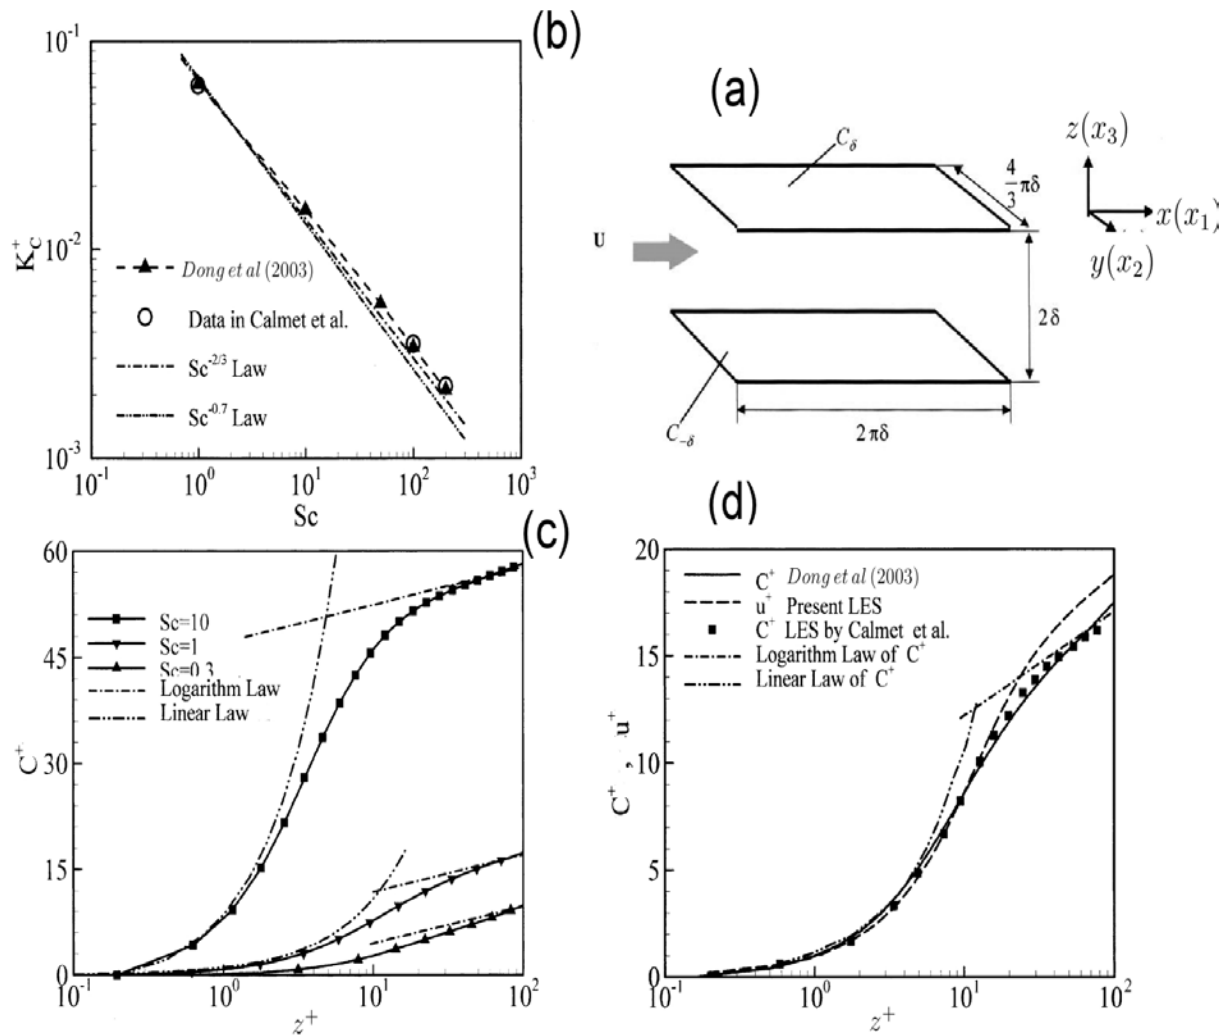 (b)
10^-1
10^-2
10^-3
K_C^+
Dong et al (2003)
Data in Calmet et al.
Sc^-2/3 Law
Sc^-0.7 Law
10^-1 10^0 10^1 10^2 10^3
Sc
(a)
C_δ
4/3 πδ
z(x_3)
x(x_1)
y(x_2)
U
2δ
C_-δ
2πδ
(c)
60
45
30
15
0
C^+
Sc=10
Sc=1
Sc=0.3
Logarithm Law
Linear Law
10^-1 10^0 10^1 10^2
z^+
(d)
20
15
10
5
0
C^+ , u^+
C^+ Dong et al (2003)
u^+ Present LES
C^+ LES by Calmet et al.
Logarithm Law of C^+
Linear Law of C^+
10^-1 10^0 10^1 10^2
z^+